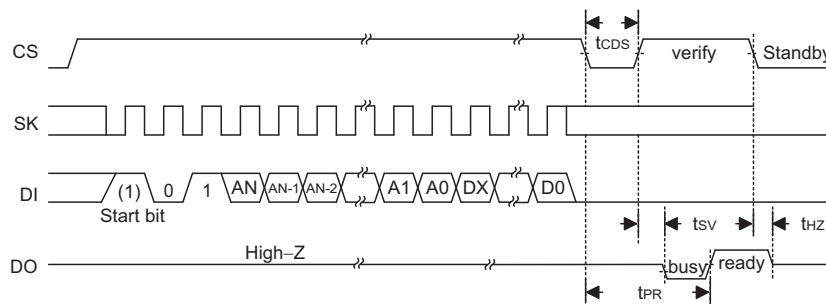 CS
tCDS
verify
Standby
SK
DI
(1)
0
1
AN
AN-1
AN-2
A1
A0
DX
D0
Start bit
tSV
tHZ
High–Z
DO
busy
ready
tPR